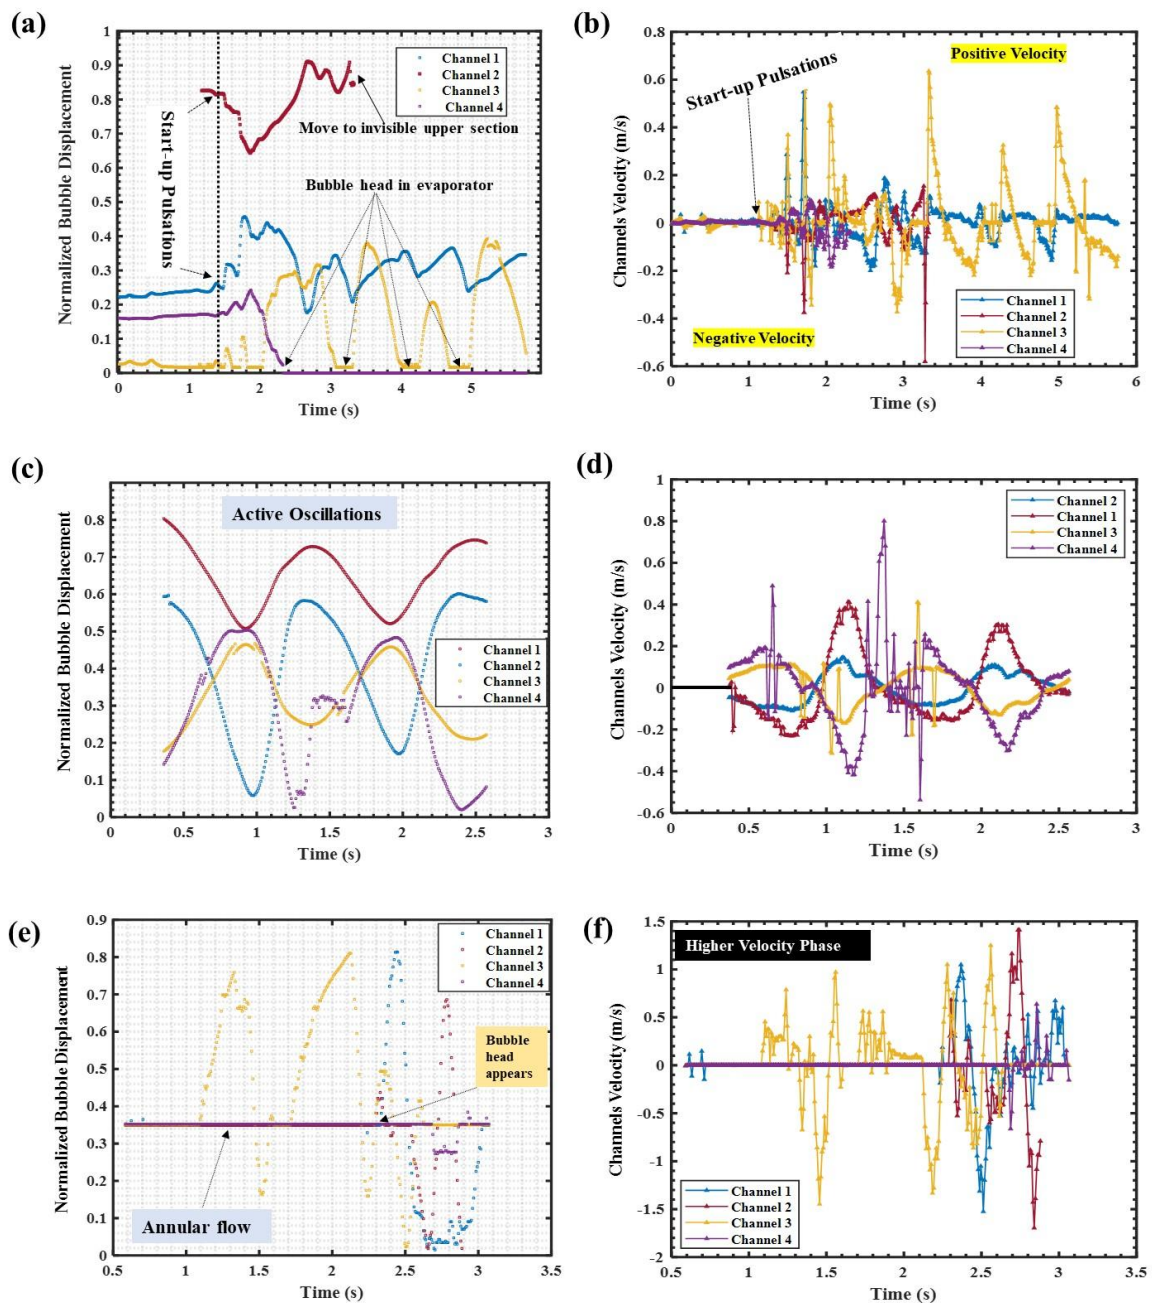 (a)
1
0.9
0.8
0.7
0.6
0.5
0.4
0.3
0.2
0.1
0
0 1 2 3 4 5
Normalized Bubble Displacement
Time (s)
Channel 1
Channel 2
Channel 3
Channel 4
Start-up Pulsations
Move to invisible upper section
Bubble head in evaporator
(b)
0.8
0.6
0.4
0.2
0
-0.2
-0.4
-0.6
0 1 2 3 4 5 6
Channels Velocity (m/s)
Time (s)
Start-up Pulsations
Positive Velocity
Negative Velocity
Channel 1
Channel 2
Channel 3
Channel 4
(c)
0.8
0.7
0.6
0.5
0.4
0.3
0.2
0.1
0
0 0.5 1 1.5 2 2.5 3
Normalized Bubble Displacement
Time (s)
Active Oscillations
Channel 1
Channel 2
Channel 3
Channel 4
(d)
1
0.8
0.6
0.4
0.2
0
-0.2
-0.4
-0.6
0 0.5 1 1.5 2 2.5 3
Channels Velocity (m/s)
Time (s)
Channel 2
Channel 1
Channel 3
Channel 4
(e)
0.9
0.8
0.7
0.6
0.5
0.4
0.3
0.2
0.1
0
0.5 1 1.5 2 2.5 3 3.5
Normalized Bubble Displacement
Time (s)
Channel 1
Channel 2
Channel 3
Channel 4
Bubble
head
appears
Annular flow
(f)
1.5
1
0.5
0
-0.5
-1
-1.5
-2
0.5 1 1.5 2 2.5 3 3.5
Channels Velocity (m/s)
Time (s)
Higher Velocity Phase
Channel 1
Channel 2
Channel 3
Channel 4